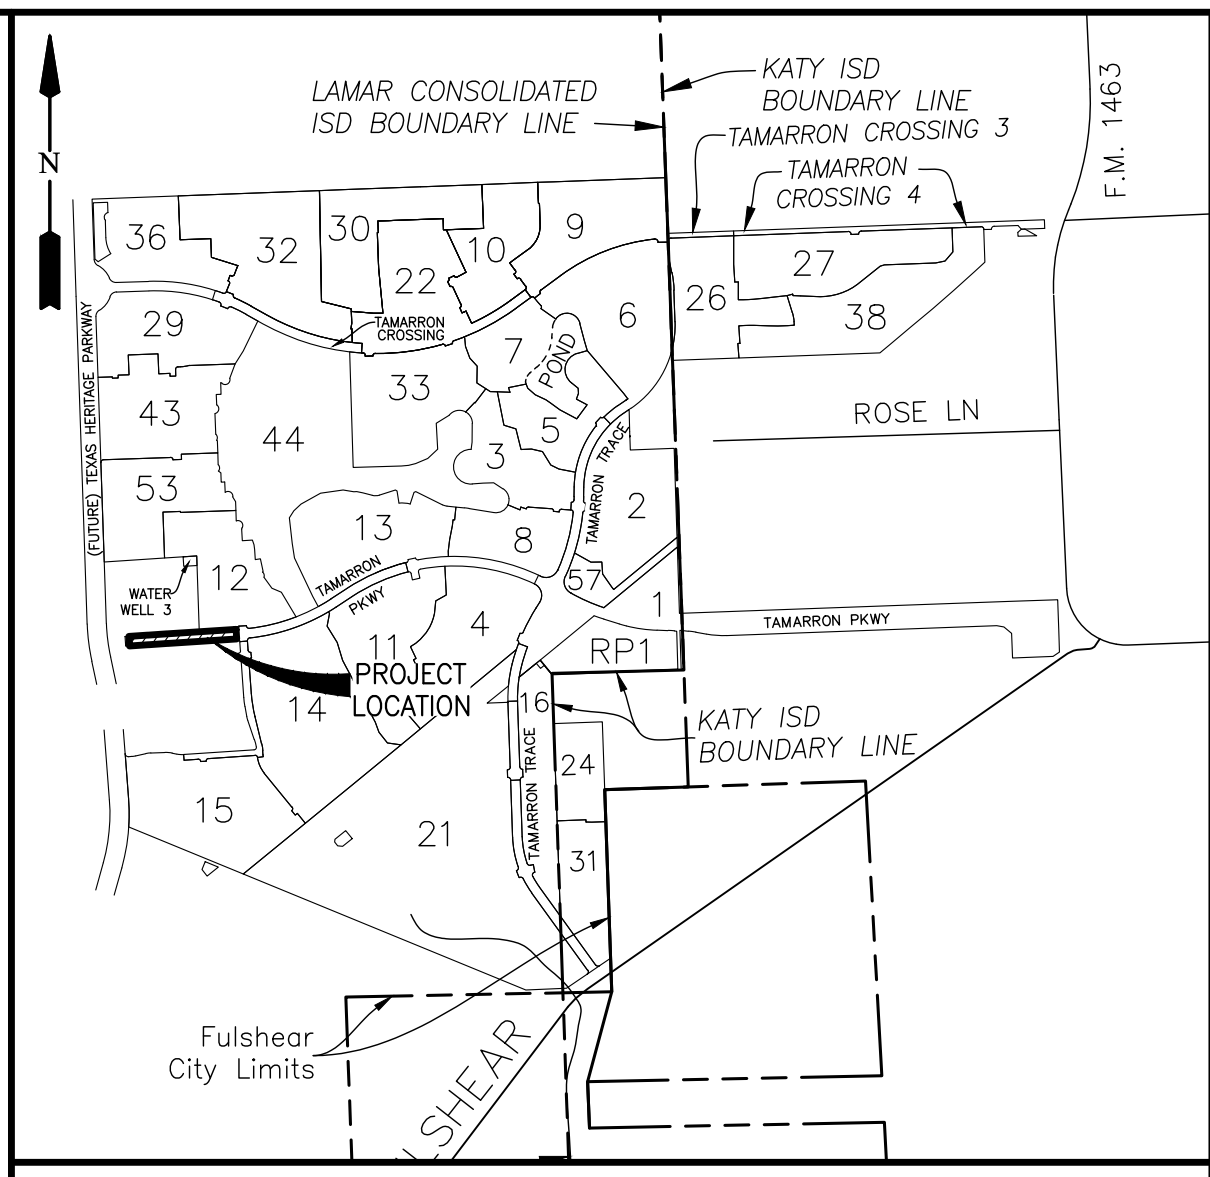 KATY ISD
BOUNDARY LINE
LAMAR CONSOLIDATED
ISD BOUNDARY LINE
TAMARRON CROSSING 3
TAMARRON
CROSSING 4
F.M. 1463
N
36
32
30
10
9
22
6
26
27
38
29
TAMARRON
CROSSING
7
POND
33
(FUTURE) TEXAS HERITAGE PARKWAY
43
44
5
3
ROSE LN
TAMARRON TRACE
53
13
8
2
12
WATER
WELL 3
TAMARRON
PKWY
57
1
4
11
TAMARRON PKWY
RP1
PROJECT
LOCATION
14
16
KATY ISD
BOUNDARY LINE
24
TAMARRON TRACE
15
21
31
Fulshear
City Limits
LSHEAR